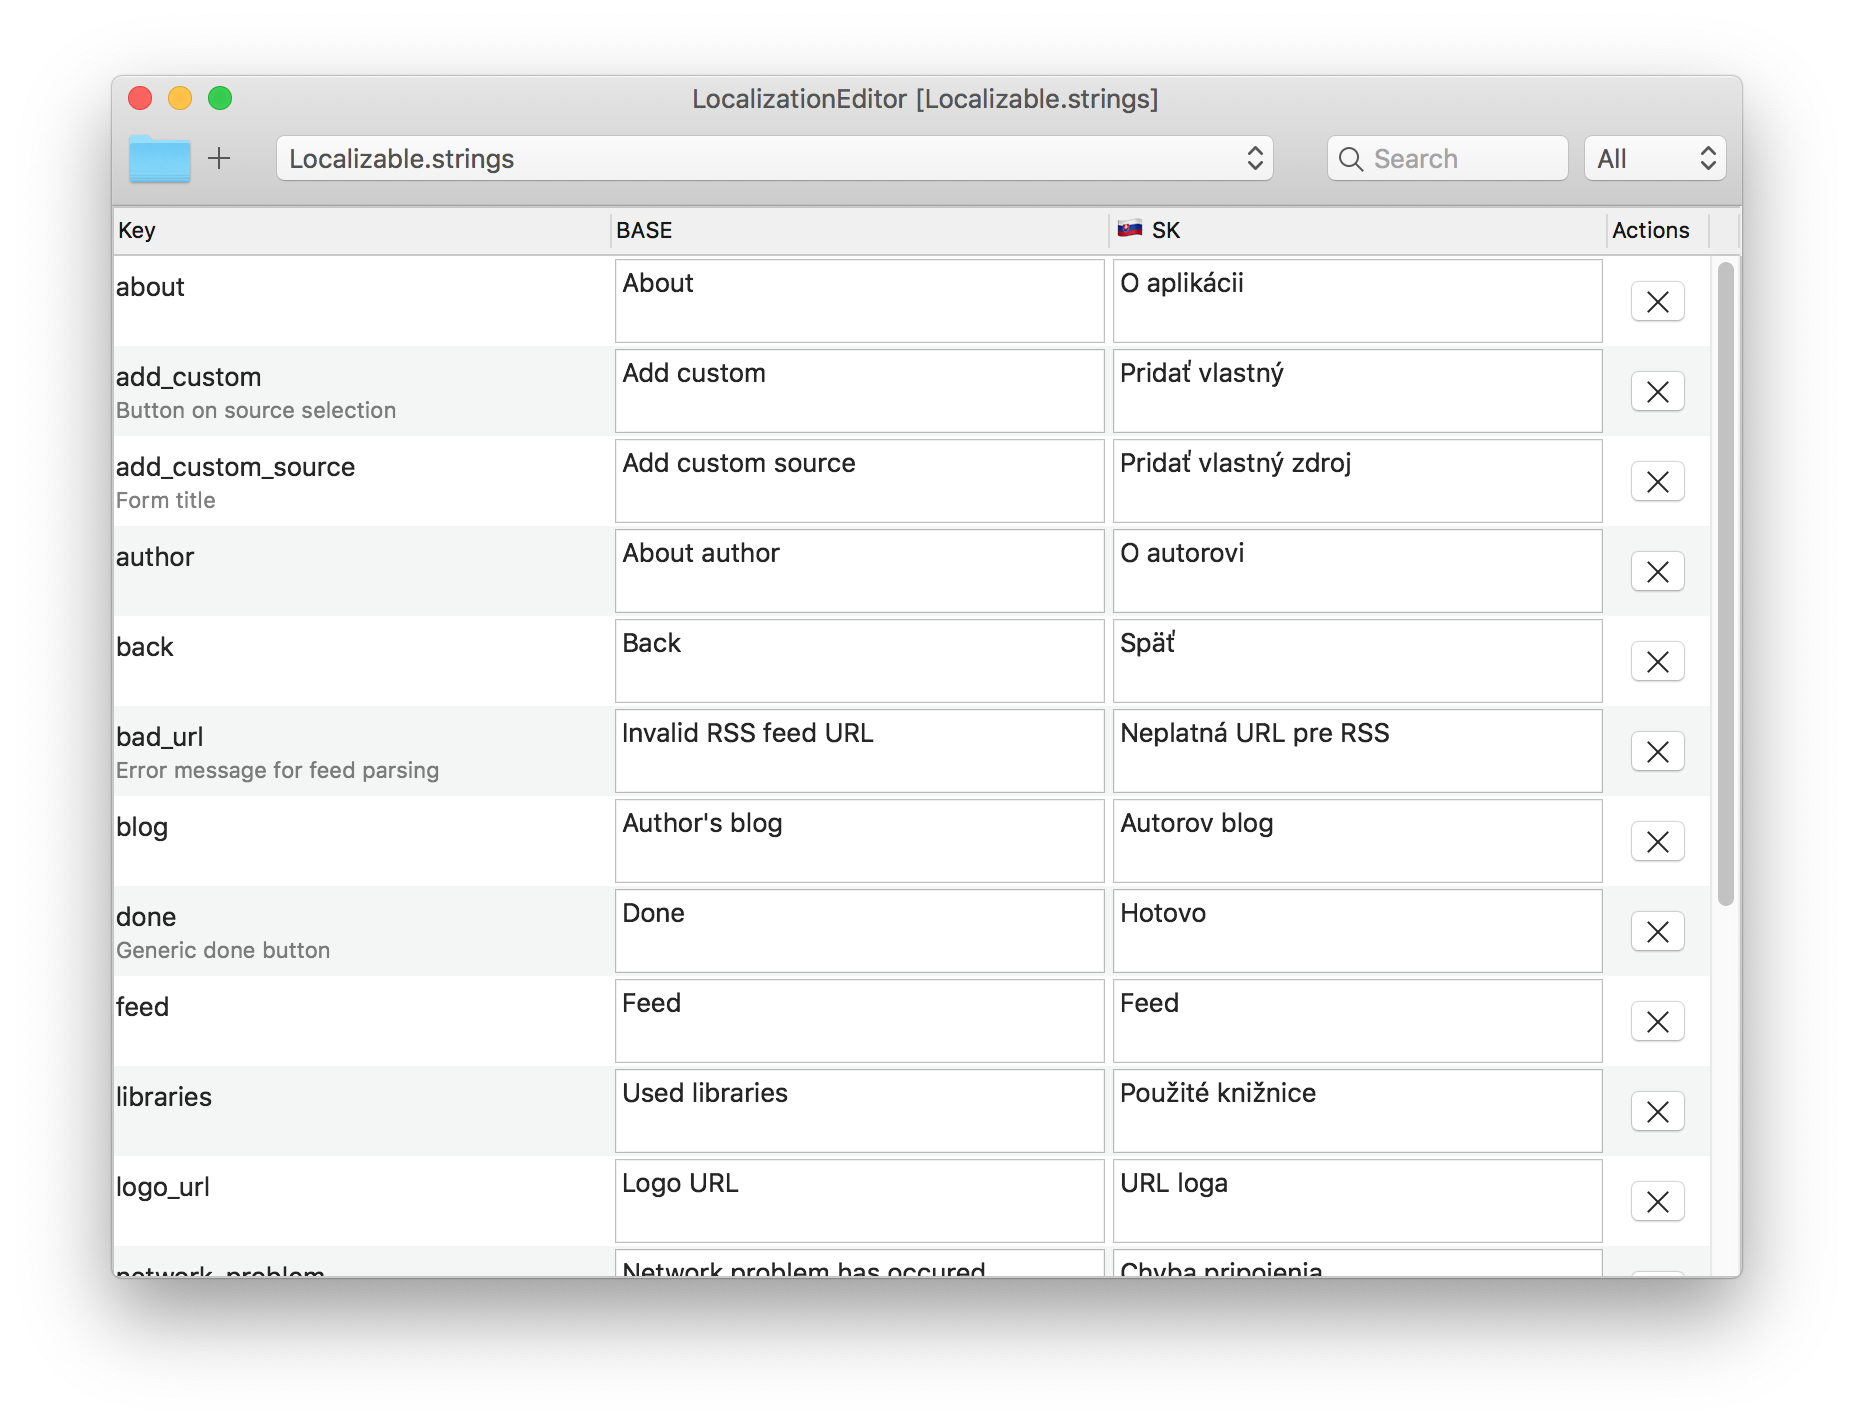 LocalizationEditor [Localizable.strings]
Localizable.strings
Search
All
Key
BASE
SK
Actions
about
About
O aplikácii
add_custom
Button on source selection
Add custom
Pridať vlastný
add_custom_source
Form title
Add custom source
Pridať vlastný zdroj
author
About author
O autorovi
back
Back
Späť
bad_url
Error message for feed parsing
Invalid RSS feed URL
Neplatná URL pre RSS
blog
Author's blog
Autorov blog
done
Generic done button
Done
Hotovo
feed
Feed
Feed
libraries
Used libraries
Použité knižnice
logo_url
Logo URL
URL loga
network_problem
Network problem has occured
Chyba pripojenia